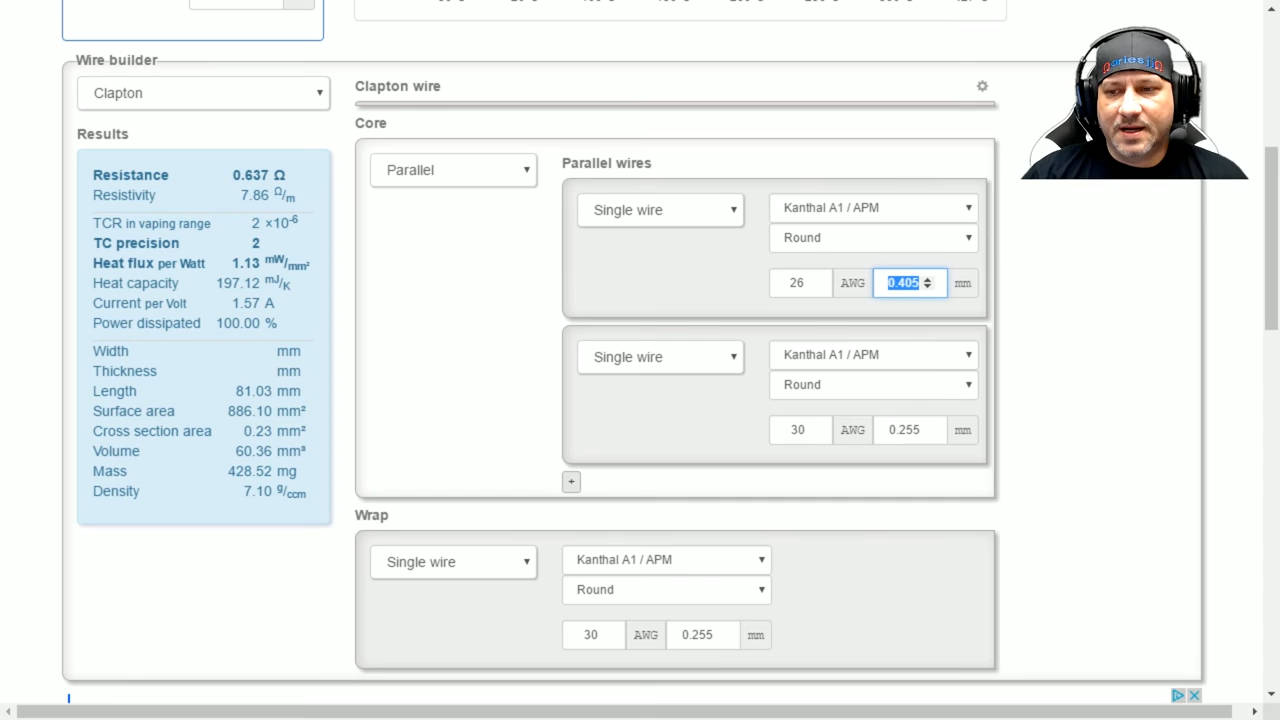 Wire builder
Clapton
Clapton wire
Results
Core
Resistance 0.637 Ω
Resistivity 7.86 Ω/m
TCR in vaping range 2 ×10-6
TC precision 2
Heat flux per Watt 1.13 mW/mm²
Heat capacity 197.12 mJ/K
Current per Volt 1.57 A
Power dissipated 100.00 %
Width mm
Thickness mm
Length 81.03 mm
Surface area 886.10 mm²
Cross section area 0.23 mm²
Volume 60.36 mm³
Mass 428.52 mg
Density 7.10 g/ccm
Parallel
Parallel wires
Single wire
Kanthal A1 / APM
Round
26 AWG 0.405 mm
Single wire
Kanthal A1 / APM
Round
30 AWG 0.255 mm
+
Wrap
Single wire
Kanthal A1 / APM
Round
30 AWG 0.255 mm